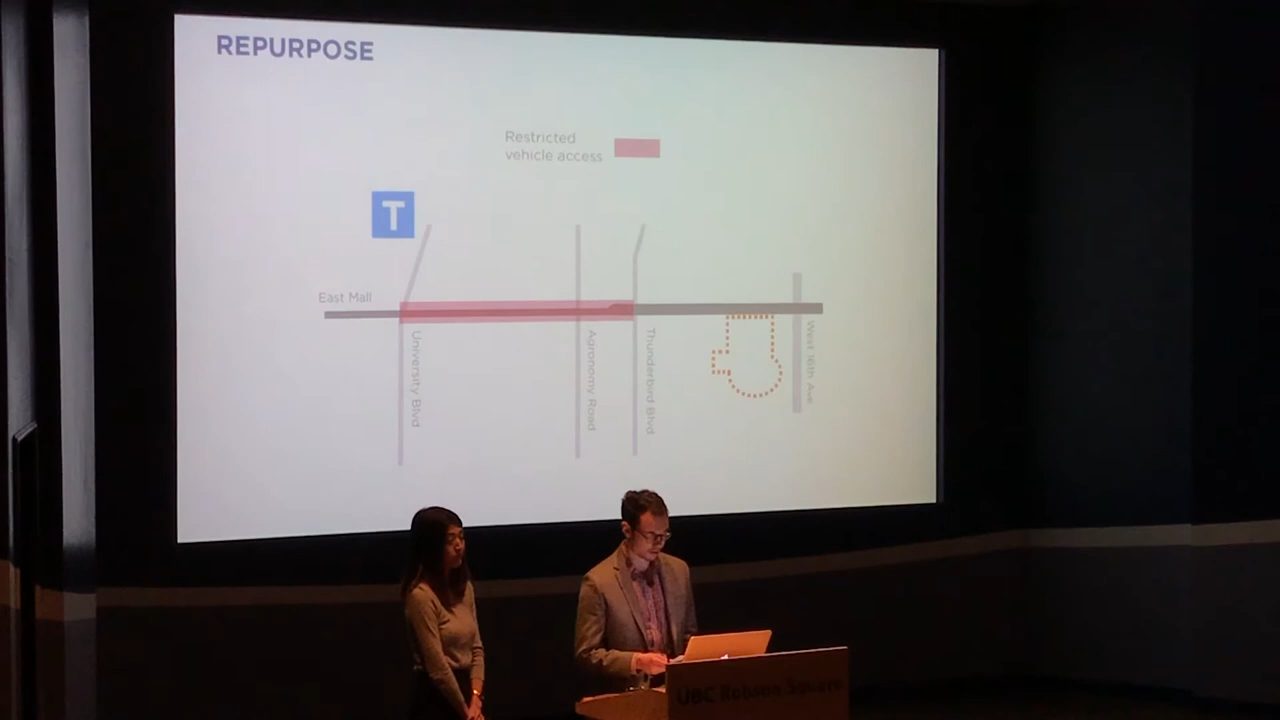 REPURPOSE
Restricted
vehicle access
T
East Mall
University Blvd
Agronomy Road
Thunderbird Blvd
West 16th Ave
UBC Robson Square